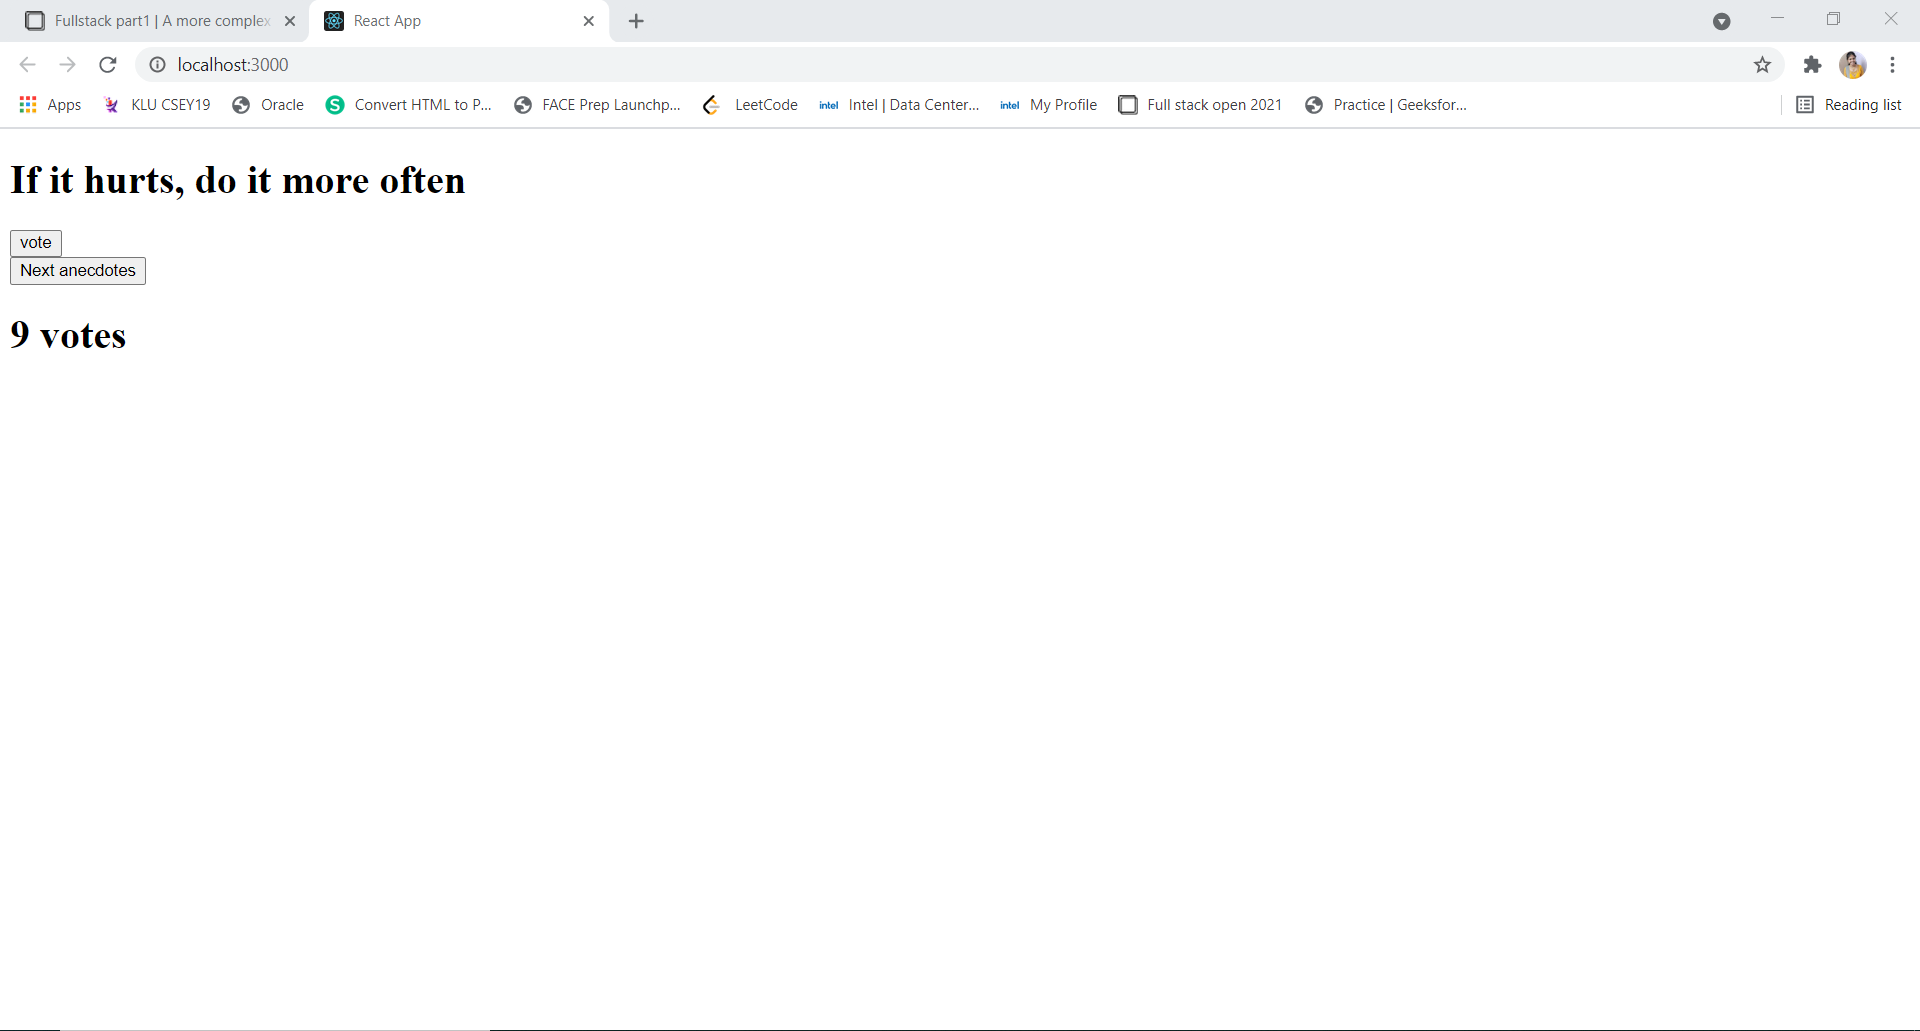 Fullstack part1 | A more complex
React App
localhost:3000
Apps
KLU CSEY19
Oracle
S
Convert HTML to P...
FACE Prep Launchp...
LeetCode
intel
Intel | Data Center...
intel
My Profile
Full stack open 2021
Practice | Geeksfor...
Reading list
If it hurts, do it more often
vote
Next anecdotes
9 votes